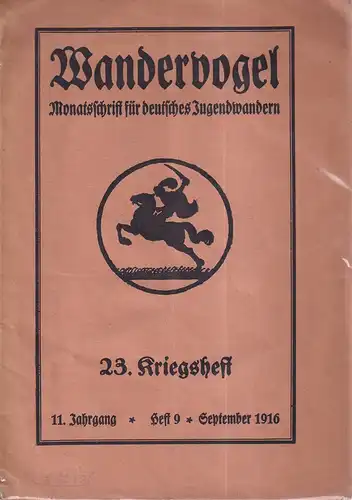 Wandervogel
Monatsschrift für deutsches Jugendwandern
23. Kriegsheft
11. Jahrgang * Heft 9 * September 1916